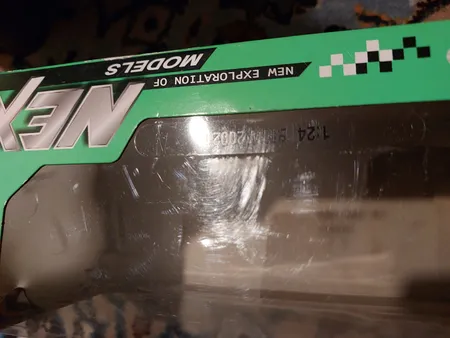 NEX
NEW EXPLORATION OF
MODELS
1:24